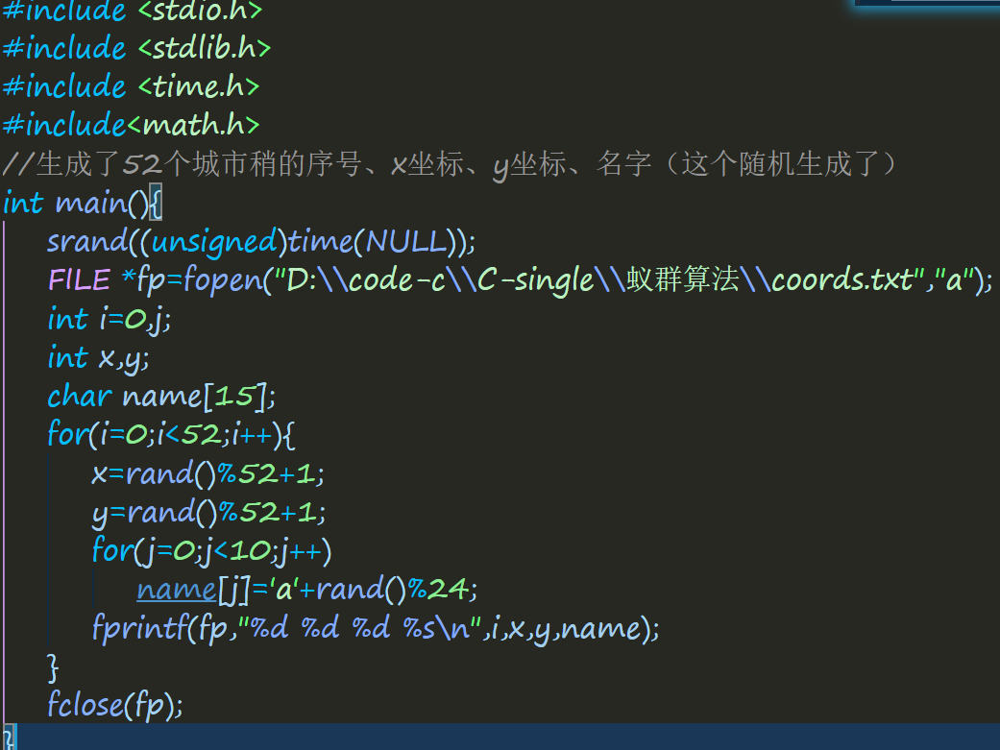 #include <stdio.h>
#include <stdlib.h>
#include <time.h>
#include<math.h>
//生成了52个城市稍的序号、x坐标、y坐标、名字（这个随机生成了）
int main(){
srand((unsigned)time(NULL));
FILE *fp=fopen("D:\\code-c\\C-single\\蚁群算法\\coords.txt","a");
int i=0,j;
int x,y;
char name[15];
for(i=0;i<52;i++){
x=rand()%52+1;
y=rand()%52+1;
for(j=0;j<10;j++)
name[j]='a'+rand()%24;
fprintf(fp,"%d %d %d %s\n",i,x,y,name);
}
fclose(fp);
}